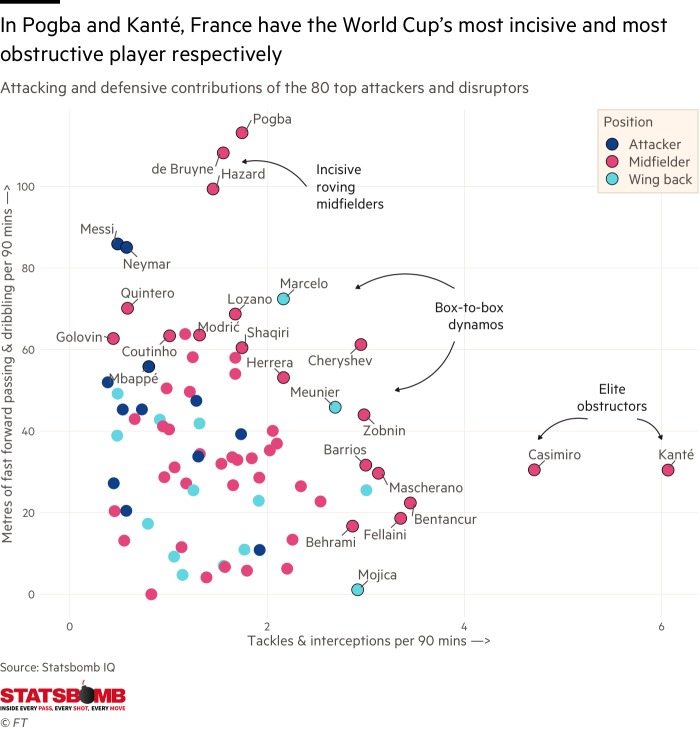 In Pogba and Kanté, France have the World Cup’s most incisive and most
obstructive player respectively
Attacking and defensive contributions of the 80 top attackers and disruptors
Metres of fast forward passing & dribbling per 90 mins —>
100
80
60
40
20
0
Position
Attacker
Midfielder
Wing back
Pogba
de Bruyne
Hazard
Incisive
roving
midfielders
Messi
Neymar
Marcelo
Quintero
Lozano
Box-to-box
dynamos
Golovin
Modrić
Shaqiri
Coutinho
Herrera
Cheryshev
Mbappé
Meunier
Elite
obstructors
Zobnin
Barrios
Casimiro
Kanté
Mascherano
Bentancur
Fellaini
Behrami
Mojica
0
2
4
6
Tackles & interceptions per 90 mins —>
Source: Statsbomb IQ
STATSBOMB
INSIDE EVERY PASS, EVERY SHOT, EVERY MOVE
© FT